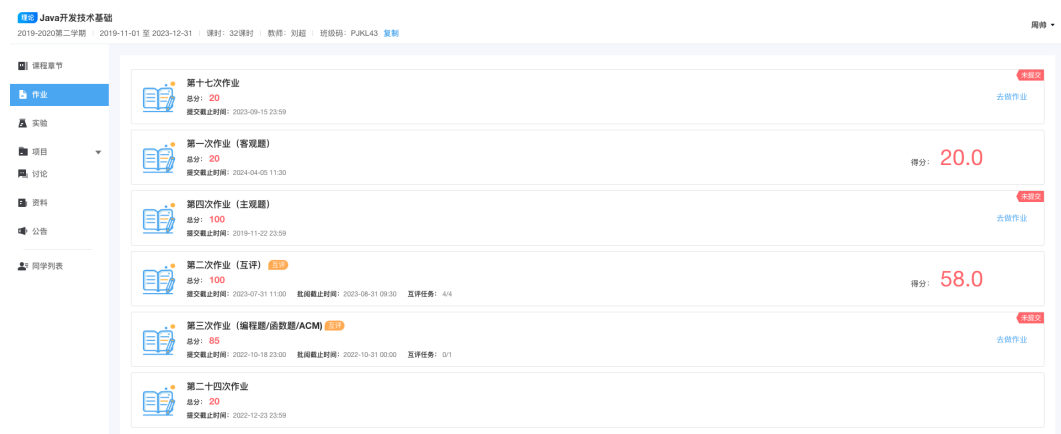 理论 Java开发技术基础
2019-2020第二学期 2019-11-01 至 2023-12-31 课时：32课时 教师：刘超 班级码：PJKL43 复制
周帅
课程章节
作业
实验
项目
讨论
资料
公告
同学列表
第十七次作业
总分：20
提交截止时间：2023-09-15 23:59
未提交
去做作业
第一次作业（客观题）
总分：20
提交截止时间：2024-04-05 11:30
得分：20.0
第四次作业（主观题）
总分：100
提交截止时间：2019-11-22 23:59
未提交
去做作业
第二次作业（互评） 互评
总分：100
提交截止时间：2023-07-31 11:00 批阅截止时间：2023-08-31 09:30 互评任务：4/4
得分：58.0
第三次作业（编程题/函数题/ACM) 互评
总分：85
提交截止时间：2022-10-18 23:00 批阅截止时间：2022-10-31 00:00 互评任务：0/1
未提交
去做作业
第二十四次作业
总分：20
提交截止时间：2022-12-23 23:59